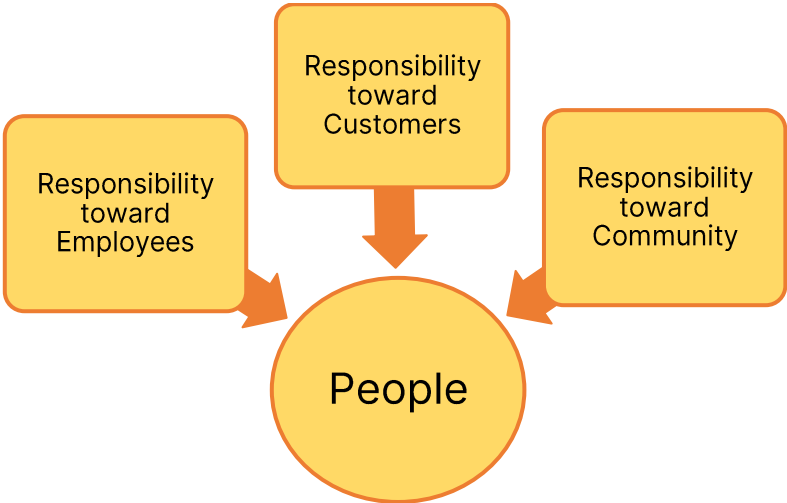 Responsibility
toward
Customers
Responsibility
toward
Employees
Responsibility
toward
Community
People